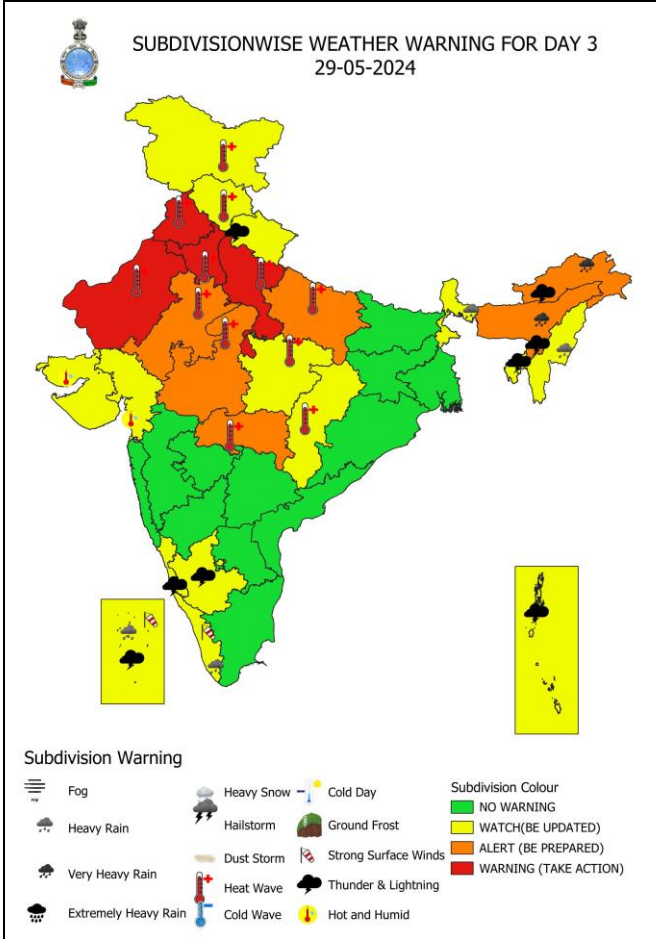 SUBDIVISIONWISE WEATHER WARNING FOR DAY 3
29-05-2024
Subdivision Warning
Fog
Heavy Rain
Very Heavy Rain
Extremely Heavy Rain
Heavy Snow
Hailstorm
Dust Storm
Heat Wave
Cold Wave
Cold Day
Ground Frost
Strong Surface Winds
Thunder & Lightning
Hot and Humid
Subdivision Colour
NO WARNING
WATCH(BE UPDATED)
ALERT (BE PREPARED)
WARNING (TAKE ACTION)